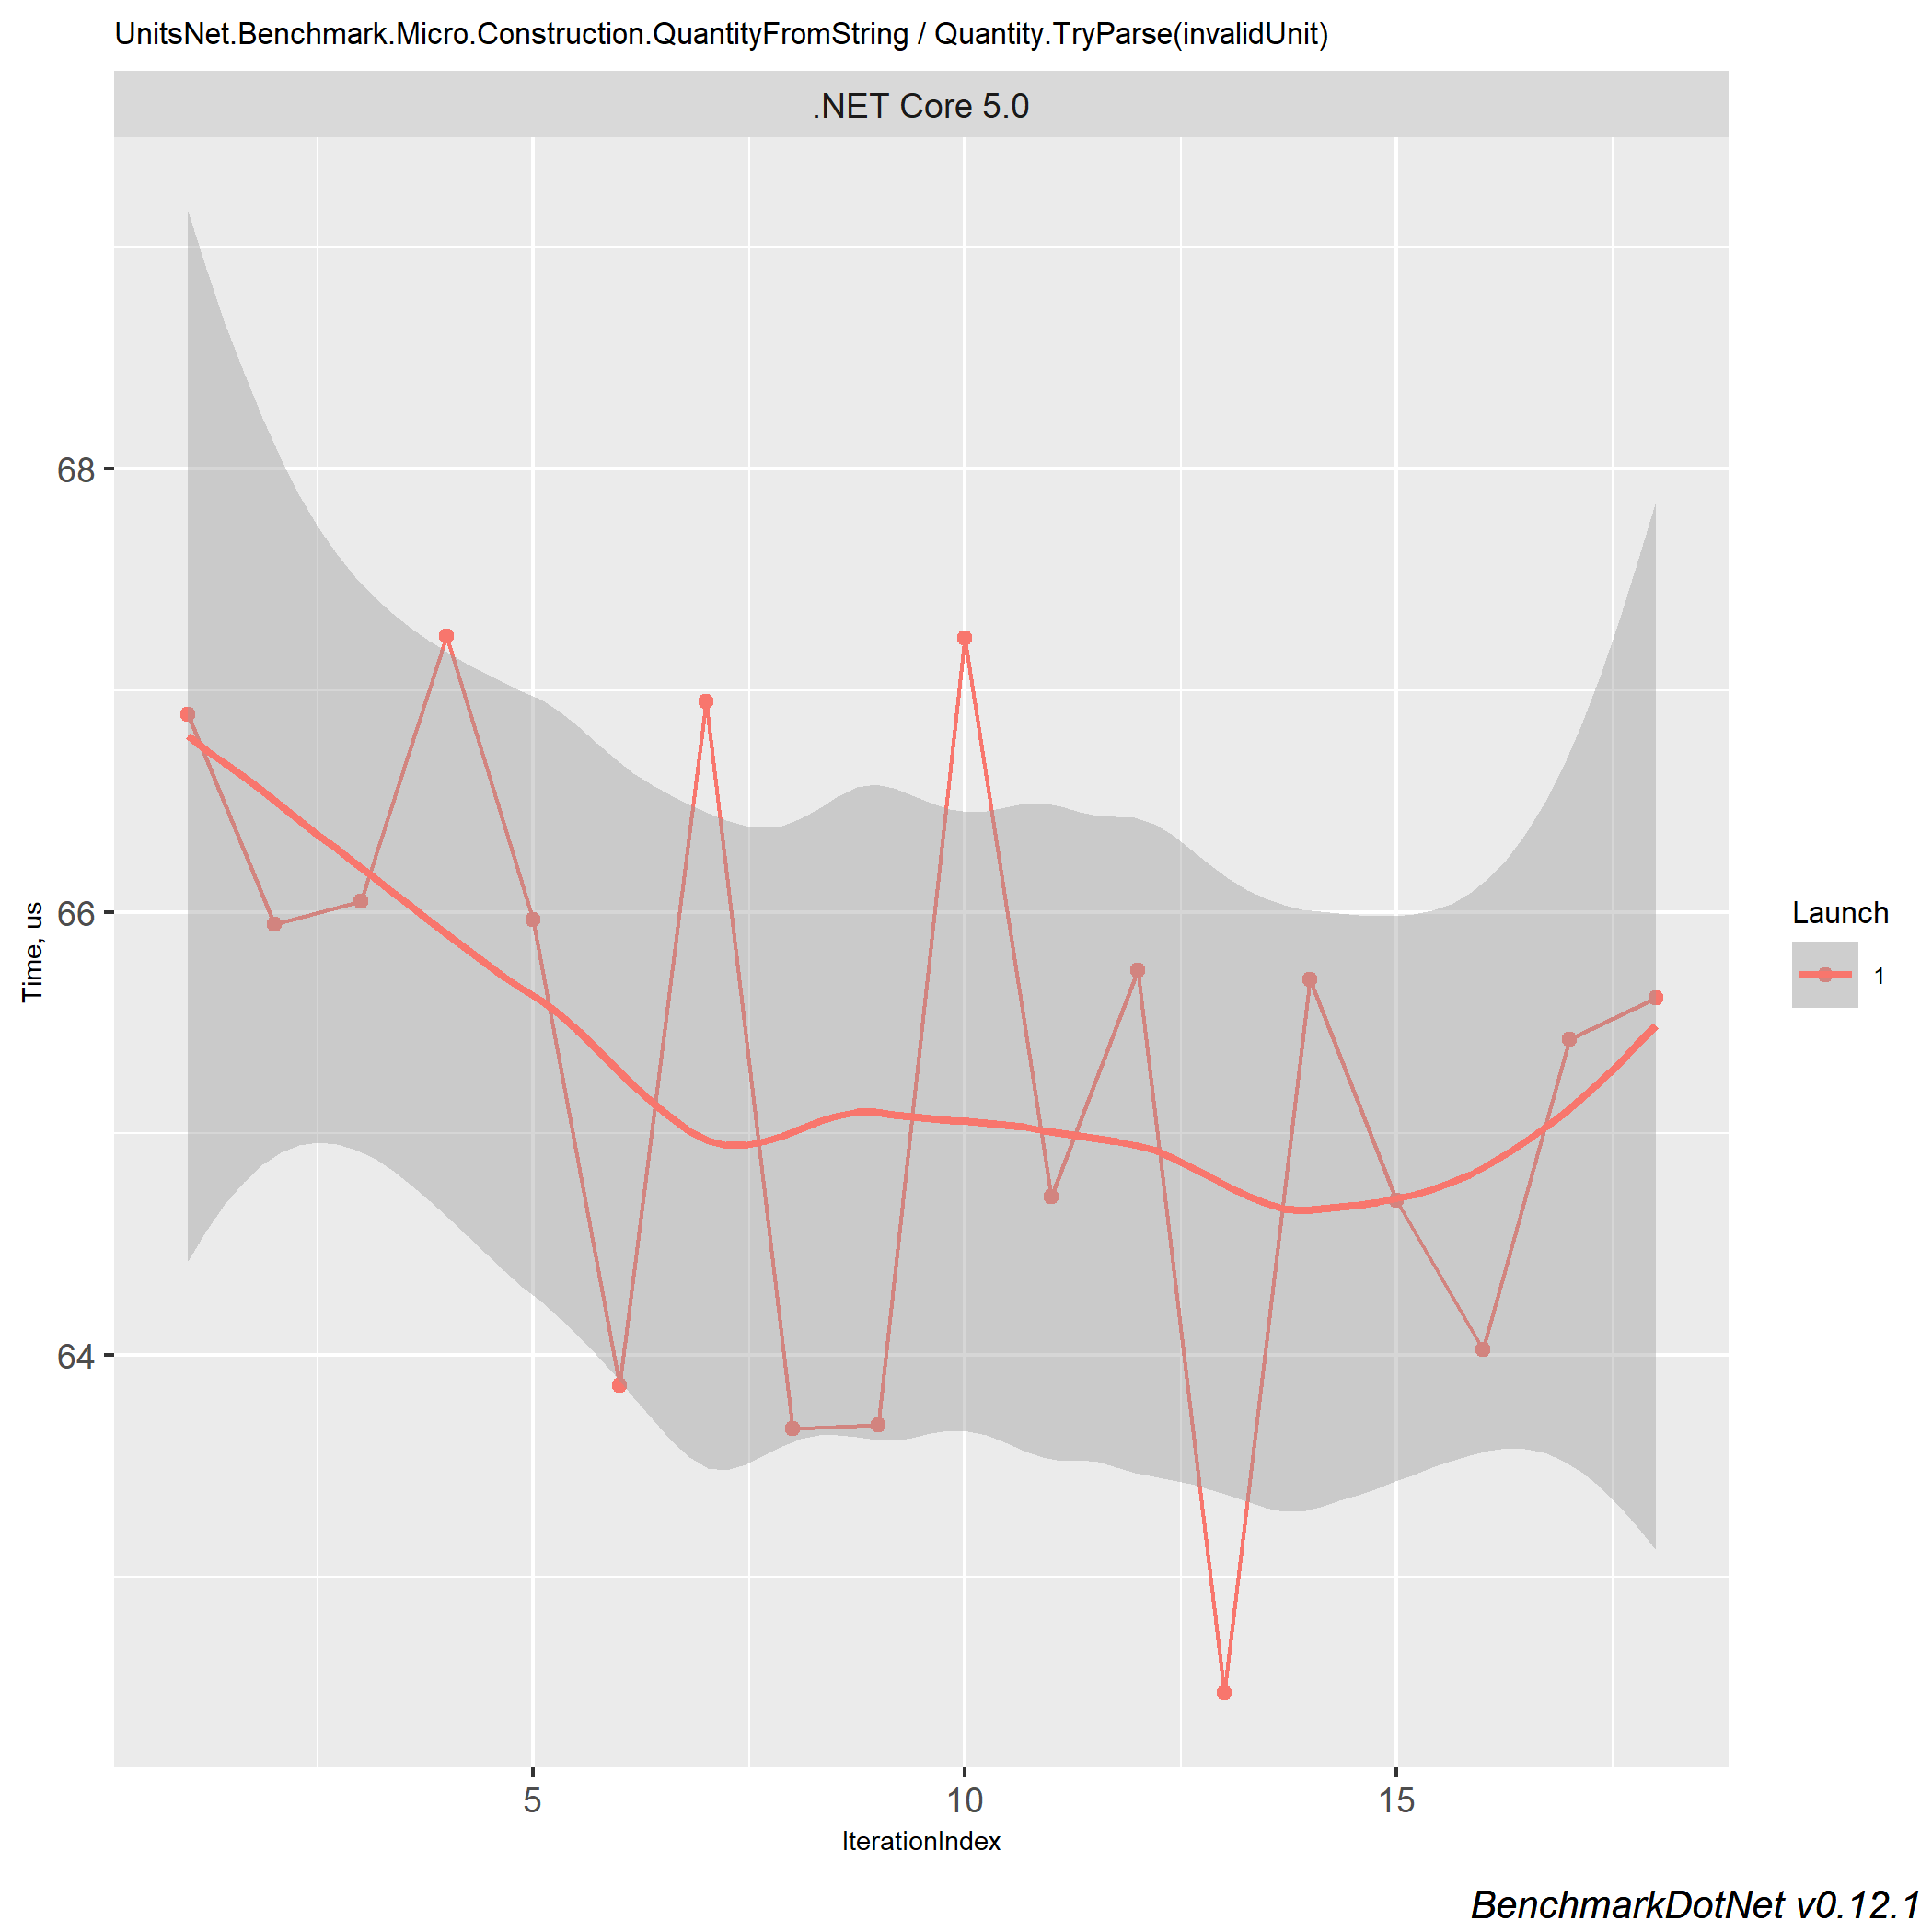 UnitsNet.Benchmark.Micro.Construction.QuantityFromString / Quantity.TryParse(invalidUnit)
.NET Core 5.0
68
66
64
Time, us
Launch
1
5 10 15
IterationIndex
BenchmarkDotNet v0.12.1